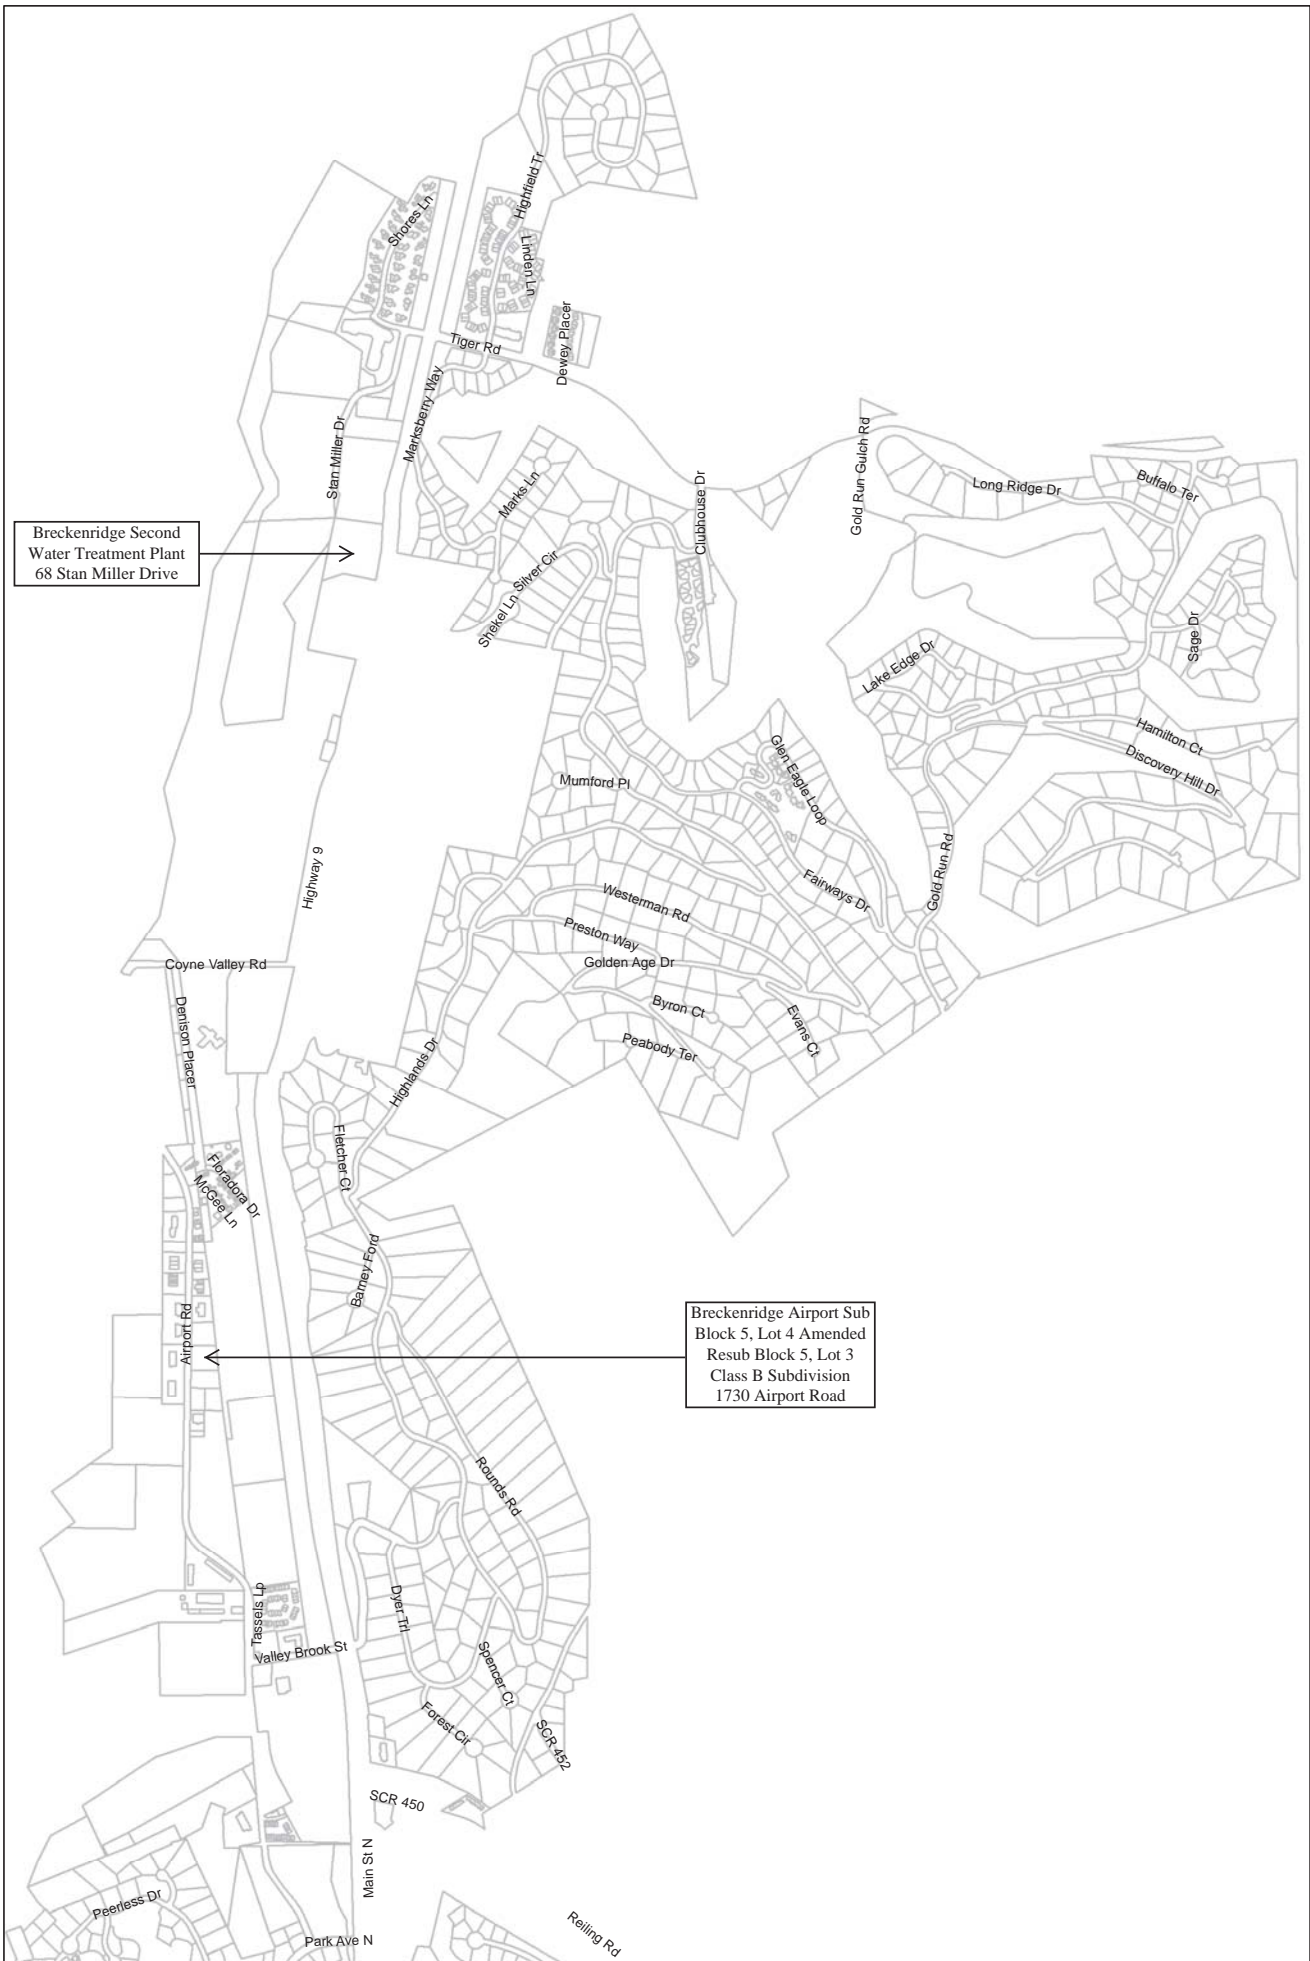 Highfield Tr
Shores Ln
Linden Ln
Dewey Placer
Tiger Rd
Marksberry Way
Stan Miller Dr
Gold Run Gulch Rd
Clubhouse Dr
Marks Ln
Long Ridge Dr
Buffalo Ter
Breckenridge Second
Water Treatment Plant
68 Stan Miller Drive
Silver Cir
Shekel Ln
Sage Dr
Lake Edge Dr
Hamilton Ct
Discovery Hill Dr
Glen Eagle Loop
Mumford Pl
Highway 9
Gold Run Rd
Fairways Dr
Westerman Rd
Preston Way
Golden Age Dr
Coyne Valley Rd
Denison Placer
Byron Ct
Evans Ct
Peabody Ter
Highlands Dr
Fletcher Ct
Floradora Dr
McGee Ln
Barney Ford
Airport Rd
Breckenridge Airport Sub
Block 5, Lot 4 Amended
Resub Block 5, Lot 3
Class B Subdivision
1730 Airport Road
Rounds Rd
Dyer Trl
Tassels Lp
Valley Brook St
Spencer Ct
Forest Cir
SCR 452
SCR 450
Main St N
Peerless Dr
Park Ave N
Reiling Rd